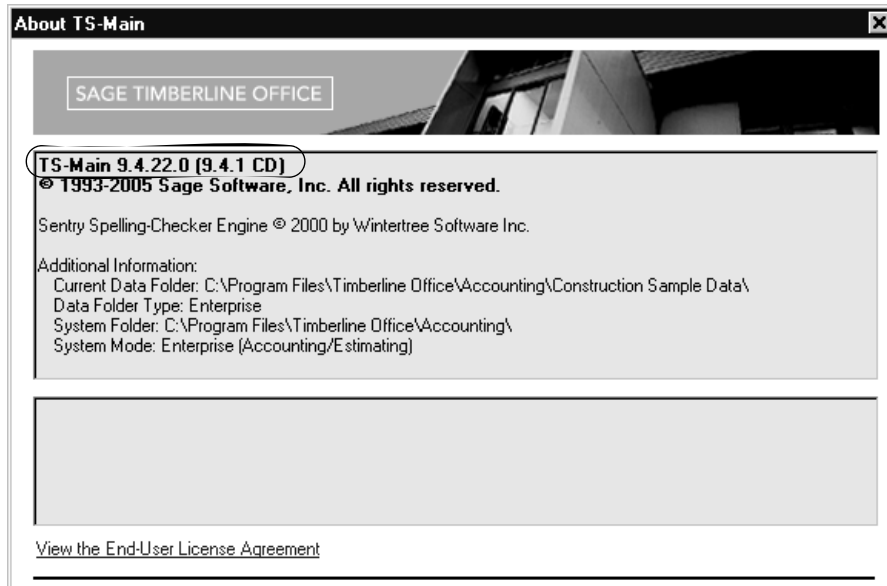 About TS-Main
SAGE TIMBERLINE OFFICE
TS-Main 9.4.22.0 (9.4.1 CD)
© 1993-2005 Sage Software, Inc. All rights reserved.
Sentry Spelling-Checker Engine © 2000 by Wintertree Software Inc.
Additional Information:
Current Data Folder: C:\Program Files\Timberline Office\Accounting\Construction Sample Data\
Data Folder Type: Enterprise
System Folder: C:\Program Files\Timberline Office\Accounting\
System Mode: Enterprise (Accounting/Estimating)
View the End-User License Agreement